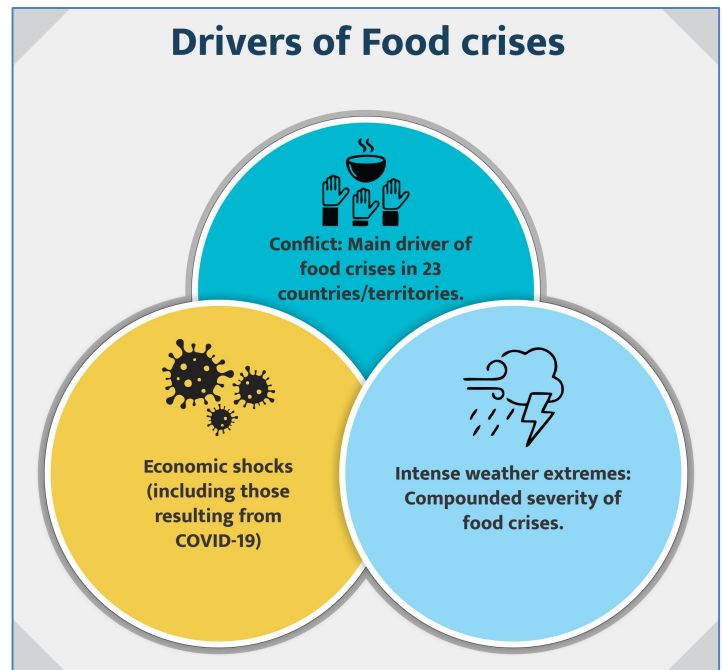 Drivers of Food crises
Conflict: Main driver of
food crises in 23
countries/territories.
Economic shocks
(including those
resulting from
COVID-19)
Intense weather extremes:
Compounded severity of
food crises.